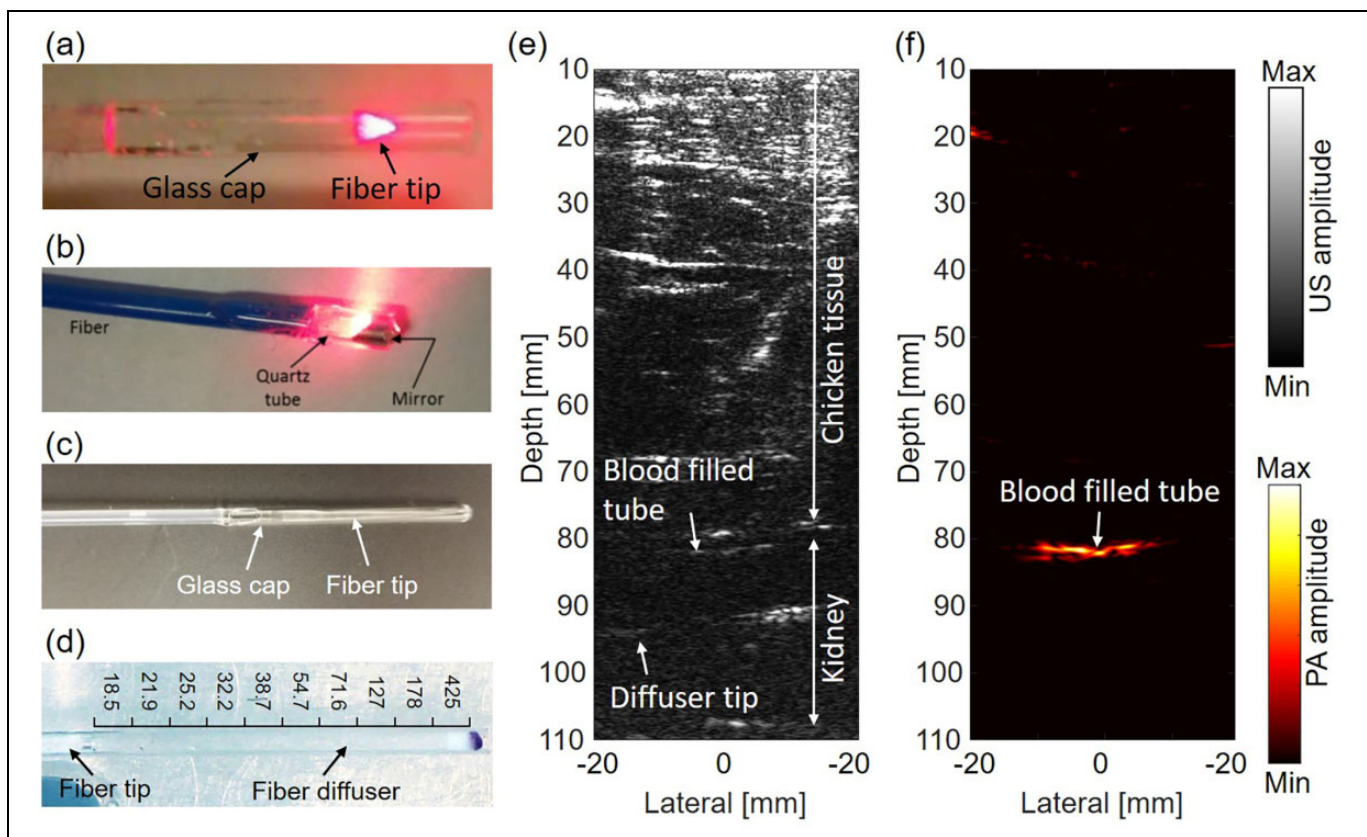 (a)
Glass cap
Fiber tip
(b)
Fiber
Quartz
tube
Mirror
(c)
Glass cap
Fiber tip
(d)
18.5
21.9
25.2
32.2
38.7
54.7
71.6
127
178
425
Fiber tip
Fiber diffuser
(e)
10
20
30
40
50
60
70
80
90
100
110
Depth [mm]
-20
0
-20
Lateral [mm]
Chicken tissue
Blood filled
tube
Kidney
Diffuser tip
(f)
10
20
30
40
50
60
70
80
90
100
110
Depth [mm]
-20
0
-20
Lateral [mm]
Blood filled tube
Max
US amplitude
Min
Max
PA amplitude
Min